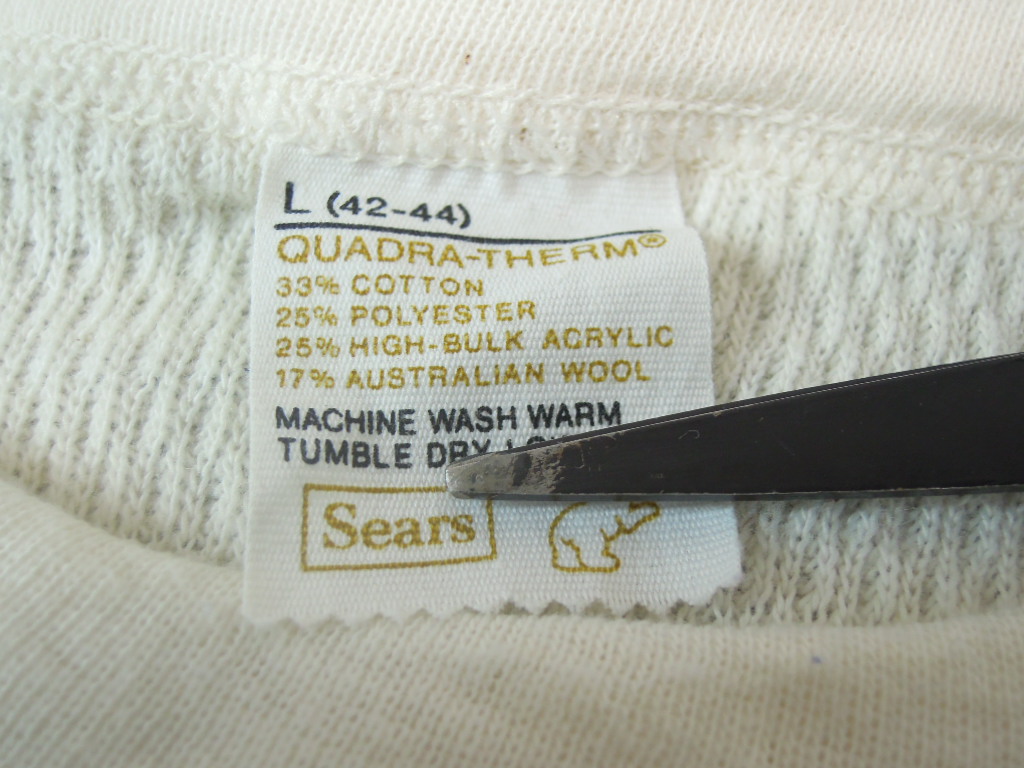 L (42-44)
QUADRA-THERM®
33% COTTON
25% POLYESTER
25% HIGH-BULK ACRYLIC
17% AUSTRALIAN WOOL
MACHINE WASH WARM
TUMBLE DRY
Sears